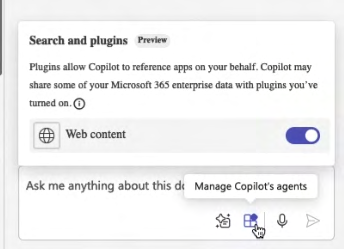 Search and plugins Preview
Plugins allow Copilot to reference apps on your behalf. Copilot may
share some of your Microsoft 365 enterprise data with plugins you've
turned on.
Web content
Ask me anything about this do
Manage Copilot's agents